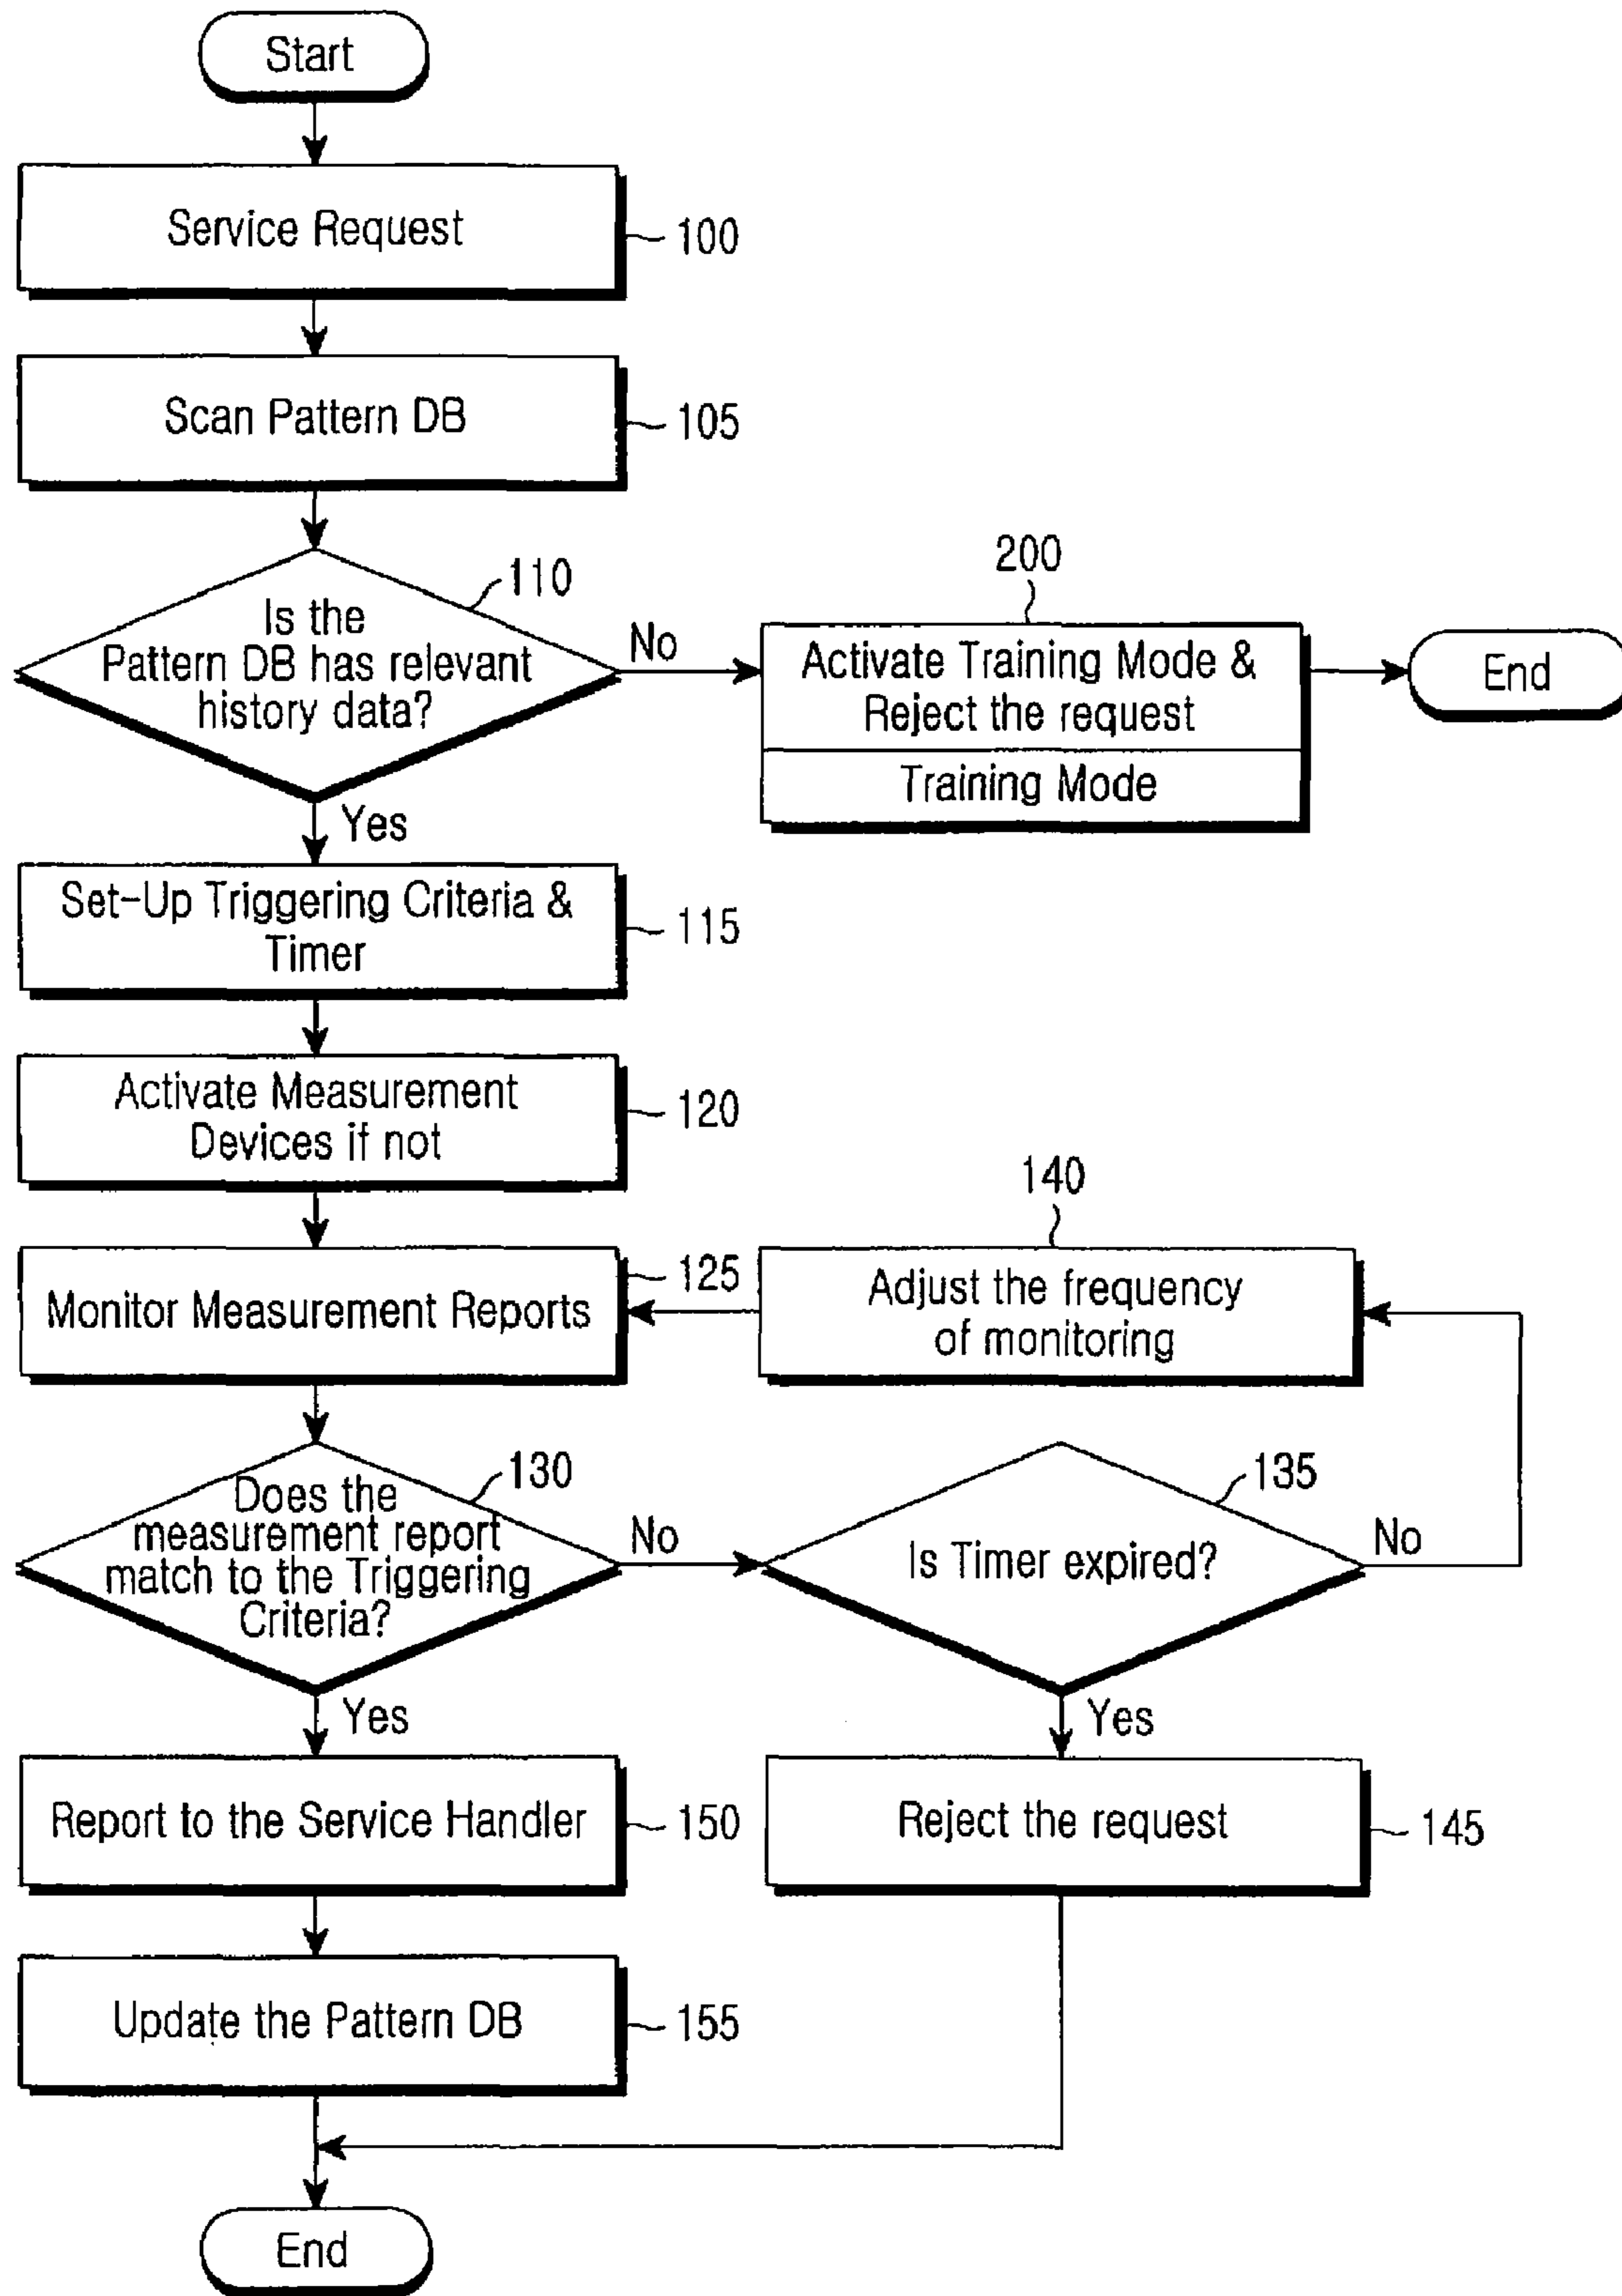 Start
Service Request
100
Scan Pattern DB
105
110
Is the
Pattern DB has relevant
history data?
No
200
Activate Training Mode &
Reject the request
Training Mode
End
Yes
Set-Up Triggering Criteria &
Timer
115
Activate Measurement
Devices if not
120
140
Monitor Measurement Reports
125
Adjust the frequency
of monitoring
130
Does the
measurement report
match to the Triggering
Criteria?
No
135
Is Timer expired?
No
Yes
Yes
Report to the Service Handler
150
Reject the request
145
Update the Pattern DB
155
End